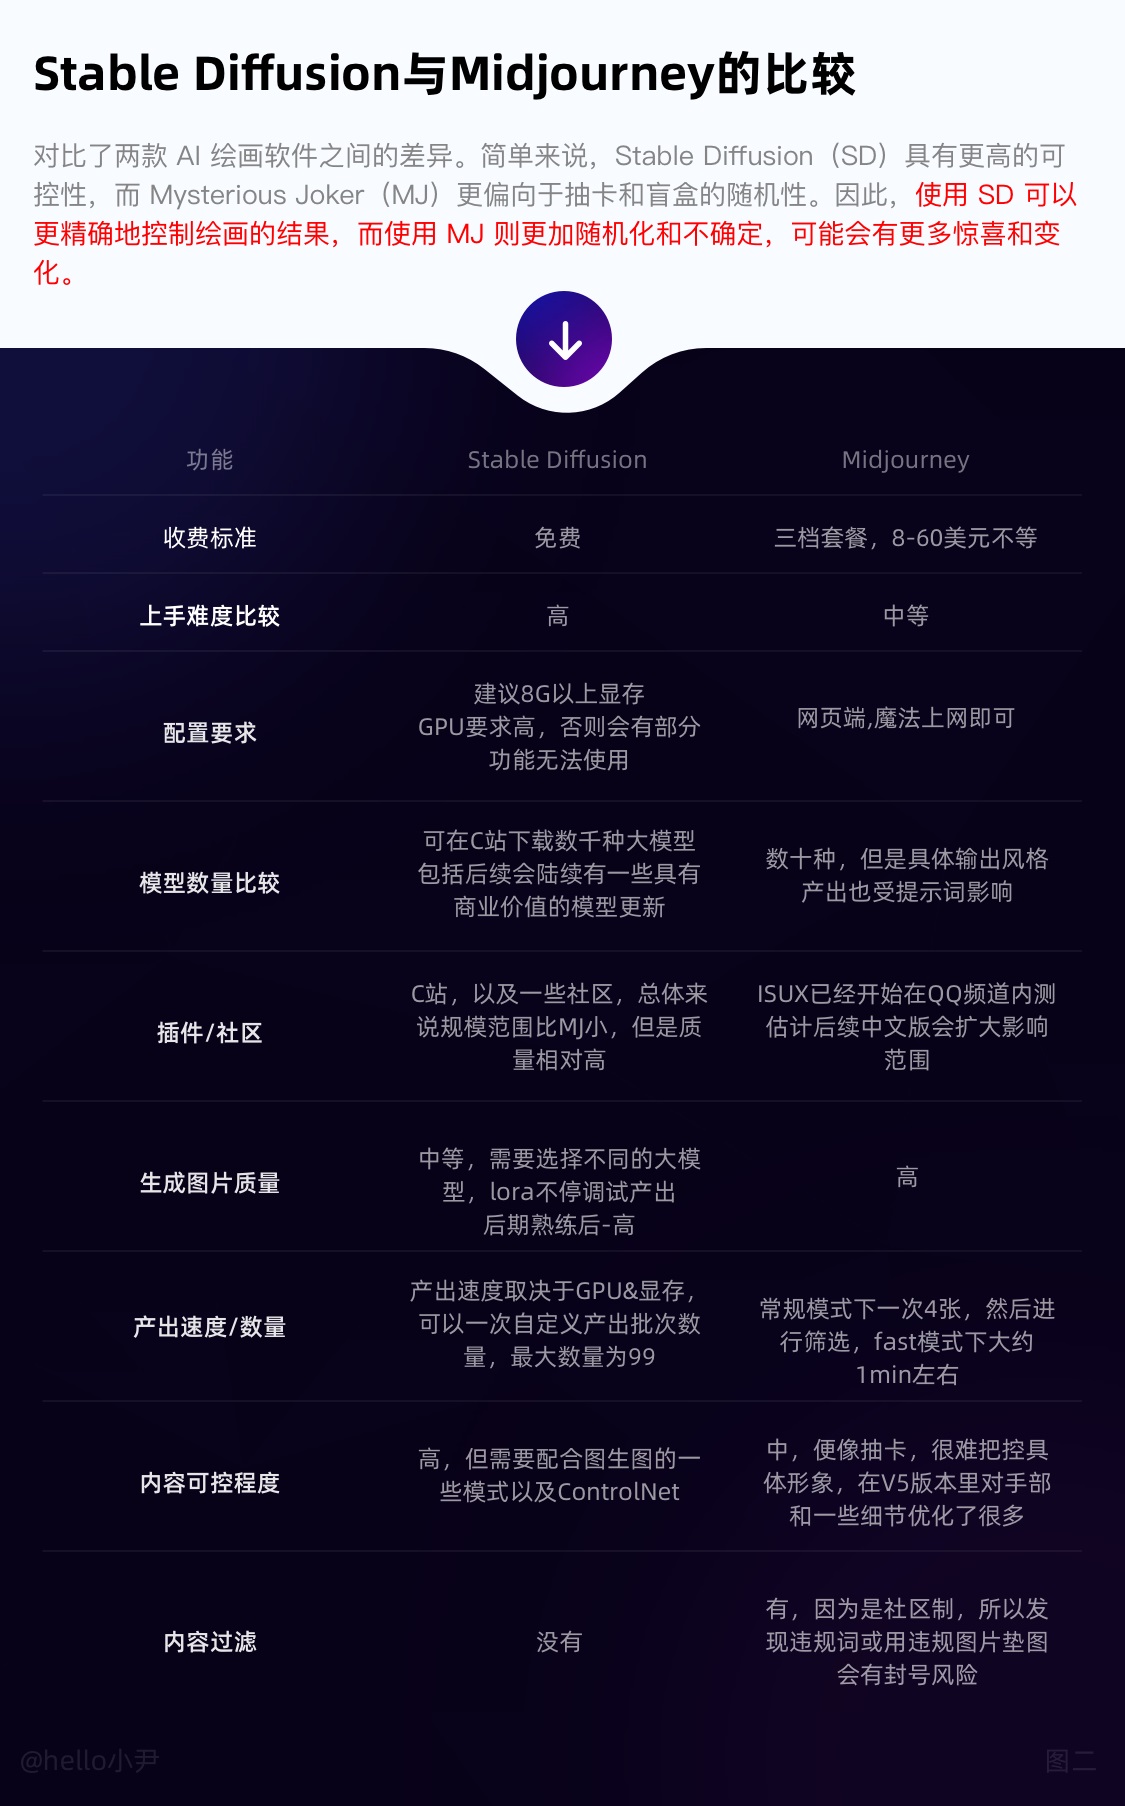 Stable Diffusion与Midjourney的比较
对比了两款 AI 绘画软件之间的差异。简单来说，Stable Diffusion（SD）具有更高的可
控性，而 Mysterious Joker（MJ）更偏向于抽卡和盲盒的随机性。因此，使用 SD 可以
更精确地控制绘画的结果，而使用 MJ 则更加随机化和不确定，可能会有更多惊喜和变
化。
功能
Stable Diffusion
Midjourney
收费标准
免费
三档套餐，8-60美元不等
上手难度比较
高
中等
配置要求
建议8G以上显存
GPU要求高，否则会有部分
功能无法使用
网页端,魔法上网即可
模型数量比较
可在C站下载数千种大模型
包括后续会陆续有一些具有
商业价值的模型更新
数十种，但是具体输出风格
产出也受提示词影响
插件/社区
C站，以及一些社区，总体来
说规模范围比MJ小，但是质
量相对高
ISUX已经开始在QQ频道内测
估计后续中文版会扩大影响
范围
生成图片质量
中等，需要选择不同的大模
型，lora不停调试产出
后期熟练后-高
高
产出速度/数量
产出速度取决于GPU&显存，
可以一次自定义产出批次数
量，最大数量为99
常规模式下一次4张，然后进
行筛选，fast模式下大约
1min左右
内容可控程度
高，但需要配合图生图的一
些模式以及ControlNet
中，便像抽卡，很难把控具
体形象，在V5版本里对手部
和一些细节优化了很多
内容过滤
没有
有，因为是社区制，所以发
现违规词或用违规图片垫图
会有封号风险
@hello小尹
图二